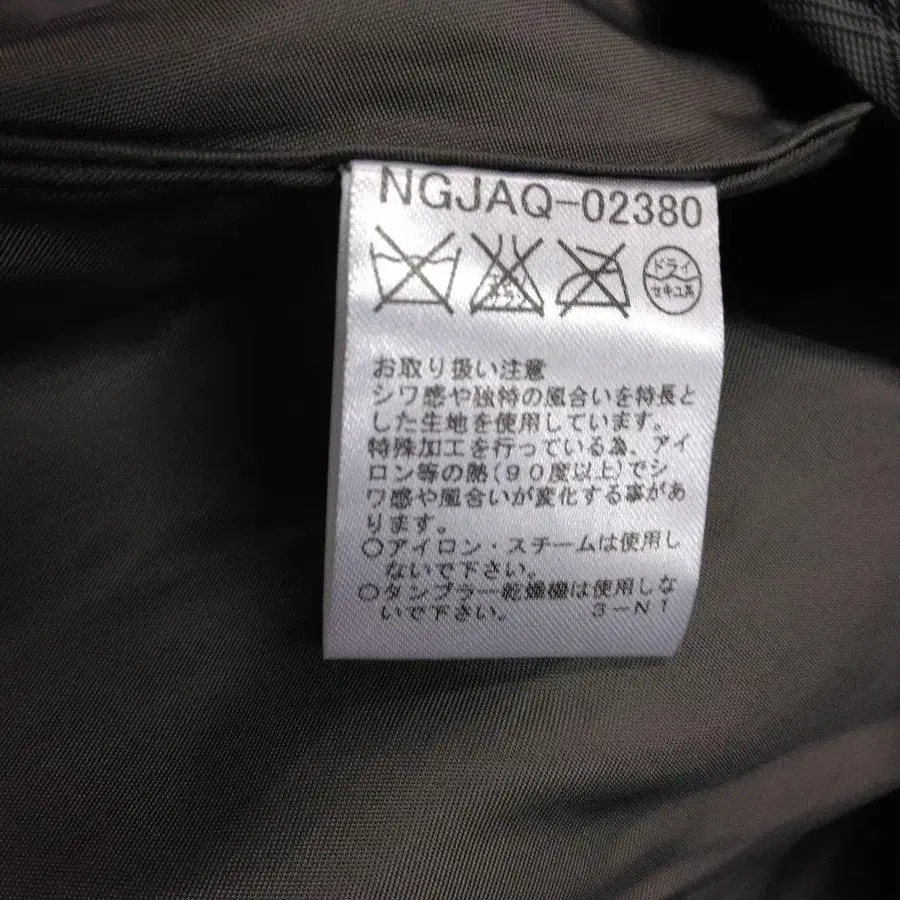 NGJAQ-02380
エンソ
サラシ
ドライ
セキユ系
お取り扱い注意
シワ感や独特の風合いを特長と
した生地を使用しています。
特殊加工を行っている為、アイ
ロン等の熱(90度以上)でシ
ワ感や風合いが変化する事があ
ります。
○アイロン・スチームは使用し
ないで下さい。
○タンブラー乾燥機は使用しな
いで下さい。 3-N1